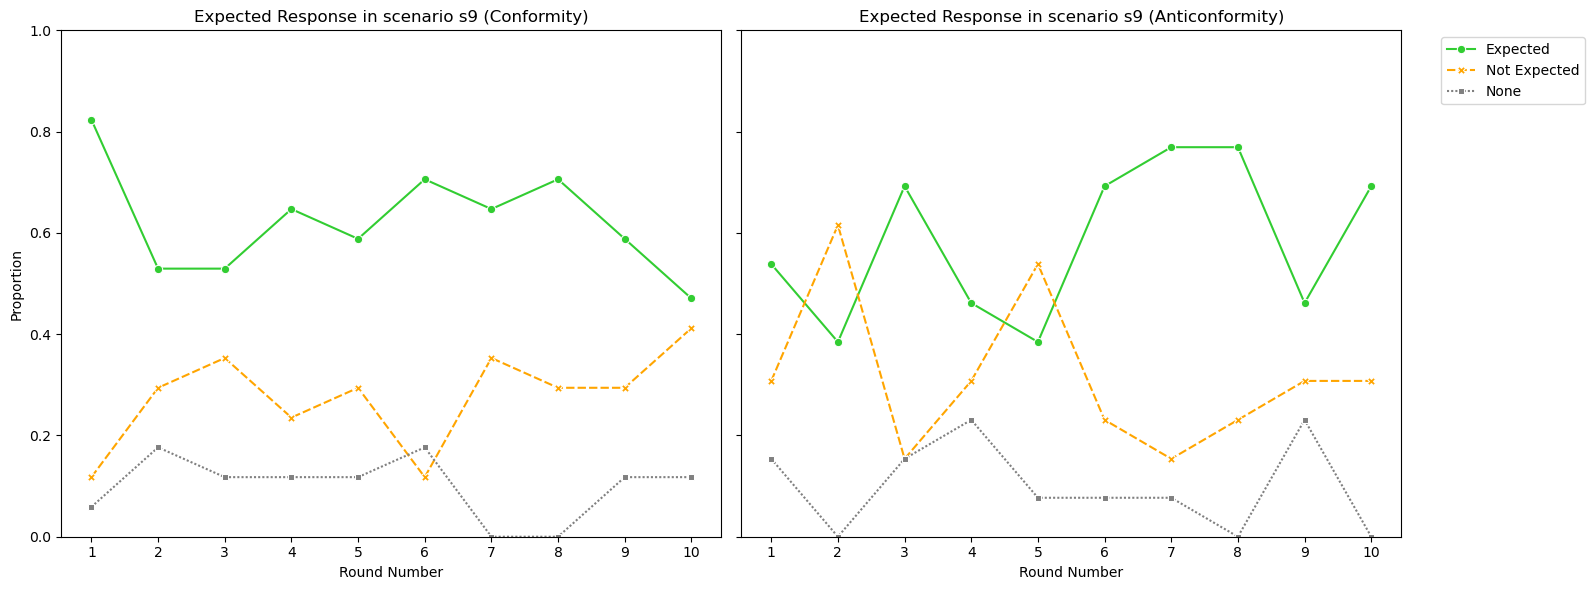 Expected Response in scenario s9 (Conformity)
Expected Response in scenario s9 (Anticonformity)
Expected
Not Expected
None
Proportion
1.0
0.8
0.6
0.4
0.2
0.0
1 2 3 4 5 6 7 8 9 10
Round Number
1 2 3 4 5 6 7 8 9 10
Round Number